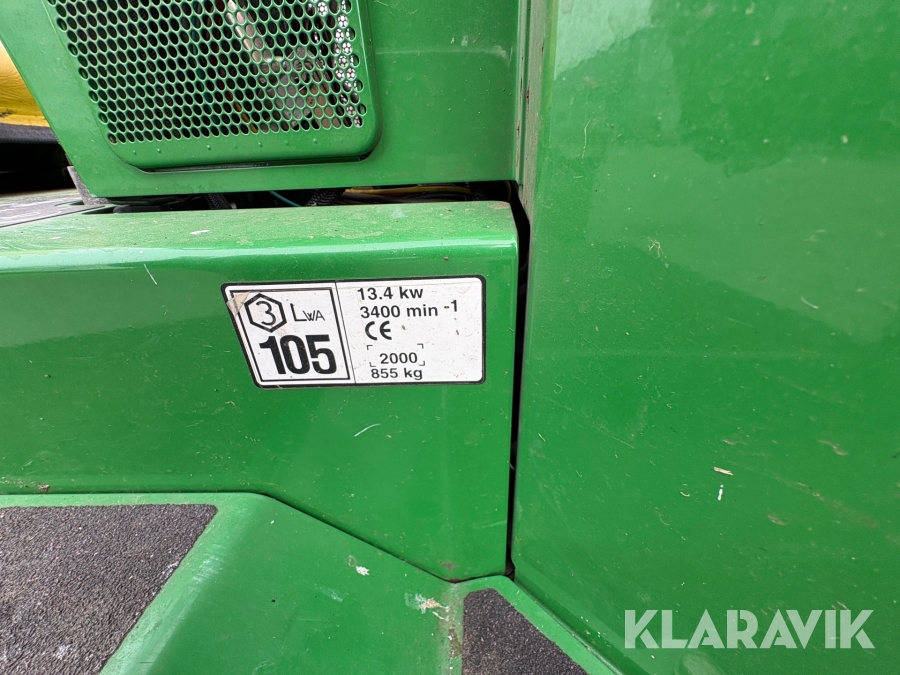 3 LWA
105
13.4 kw
3400 min -1
CE
2000
855 kg
KLARAVIK